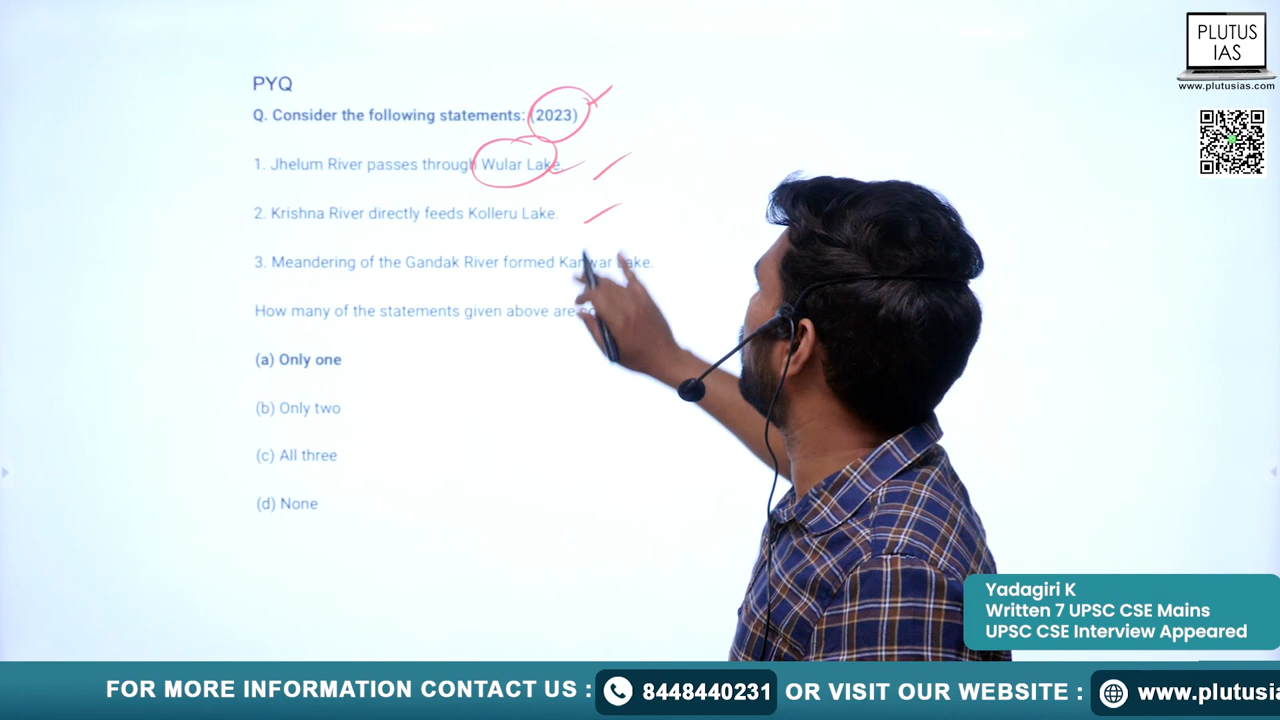 PLUTUS
IAS
www.plutusias.com
PYQ
Q. Consider the following statements: (2023)
1. Jhelum River passes through Wular Lake.
2. Krishna River directly feeds Kolleru Lake.
3. Meandering of the Gandak River formed Kanwar Lake.
How many of the statements given above are
(a) Only one
(b) Only two
(c) All three
(d) None
Yadagiri K
Written 7 UPSC CSE Mains
UPSC CSE Interview Appeared
FOR MORE INFORMATION CONTACT US : 8448440231 OR VISIT OUR WEBSITE : www.plutusia